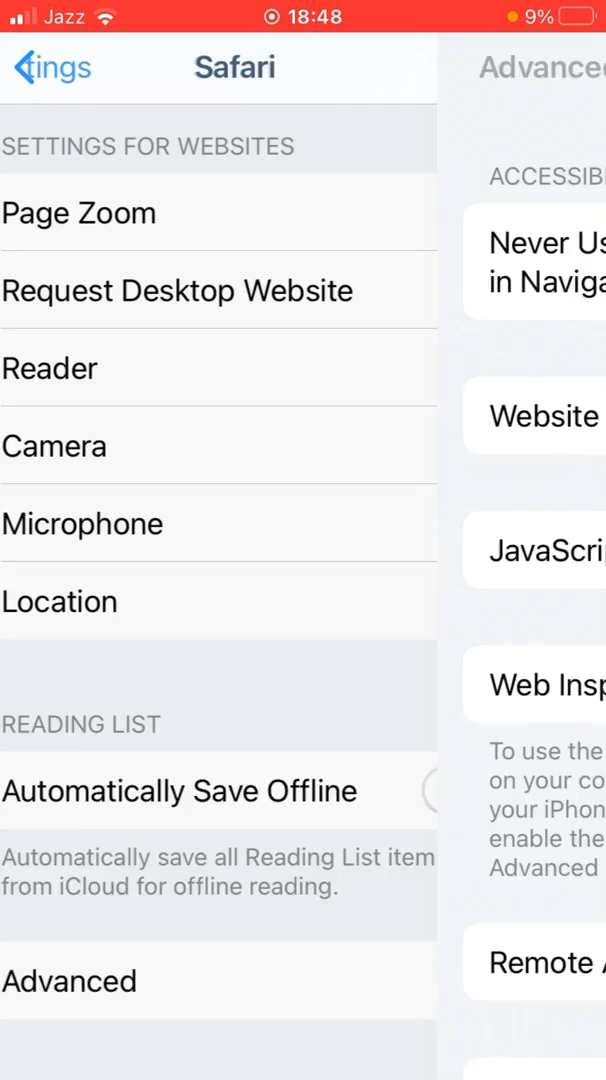 Jazz 18:48 9%
tings Safari
SETTINGS FOR WEBSITES
Page Zoom
Request Desktop Website
Reader
Camera
Microphone
Location
READING LIST
Automatically Save Offline
Automatically save all Reading List item
from iCloud for offline reading.
Advanced
Advanced
ACCESSIBI
Never Us
in Naviga
Website
JavaScrip
Web Insp
To use the
on your co
your iPhon
enable the
Advanced
Remote A